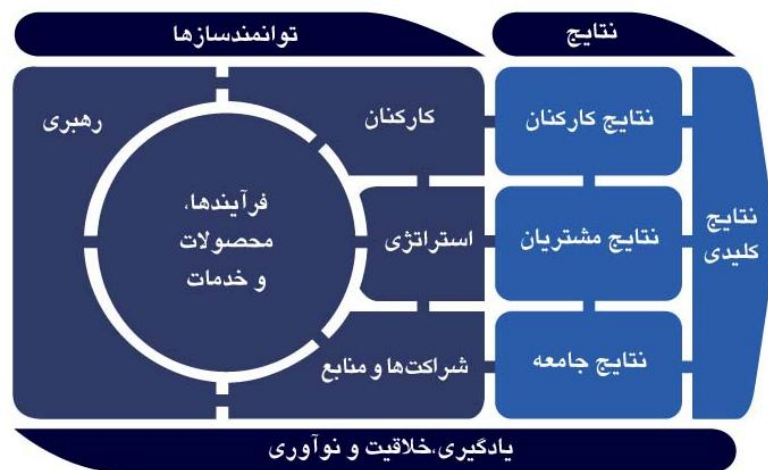 توانمندسازها
نتایج
رهبری
فرآیندها،
محصولات
و خدمات
کارکنان
استراتژی
شراکت‌ها و منابع
نتایج کارکنان
نتایج مشتریان
نتایج جامعه
نتایج
کلیدی
یادگیری،خلاقیت و نوآوری